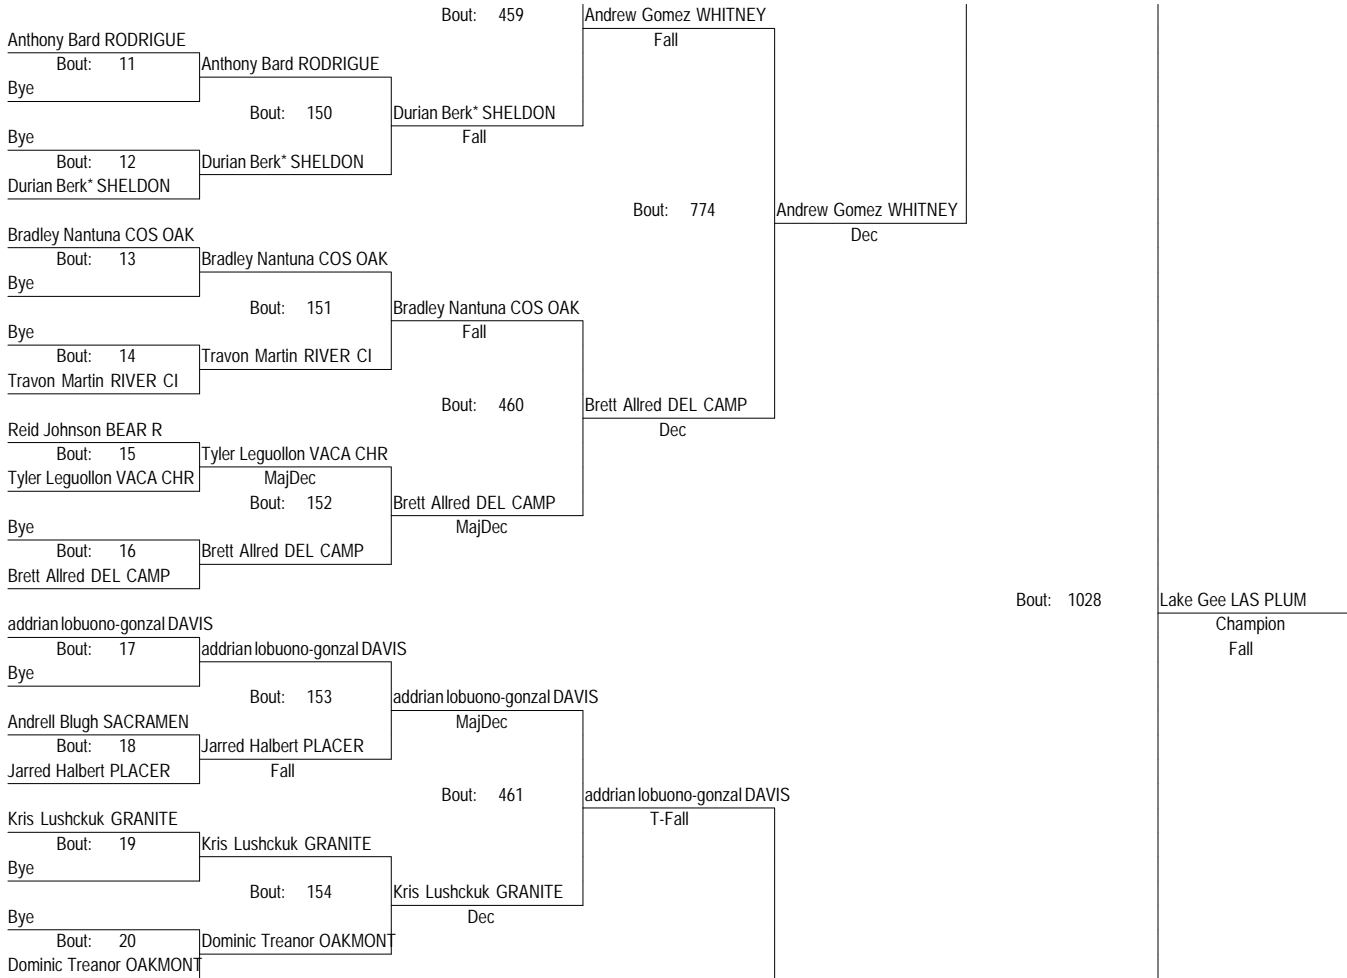 Bout: 459 Andrew Gomez WHITNEY
Anthony Bard RODRIGUE Fall
Bout: 11 Anthony Bard RODRIGUE
Bye
Bout: 150 Durian Berk* SHELDON
Bye Fall
Bout: 12 Durian Berk* SHELDON
Durian Berk* SHELDON
Bout: 774 Andrew Gomez WHITNEY
Bradley Nantuna COS OAK Dec
Bout: 13 Bradley Nantuna COS OAK
Bye
Bout: 151 Bradley Nantuna COS OAK
Bye Fall
Bout: 14 Travon Martin RIVER CI
Travon Martin RIVER CI
Bout: 460 Brett Allred DEL CAMP
Reid Johnson BEAR R Dec
Bout: 15 Tyler Leguollon VACA CHR
Tyler Leguollon VACA CHR MajDec
Bout: 152 Brett Allred DEL CAMP
Bye MajDec
Bout: 16 Brett Allred DEL CAMP
Brett Allred DEL CAMP
Bout: 1028 Lake Gee LAS PLUM
addrian lobuono-gonzal DAVIS Champion
Bout: 17 addrian lobuono-gonzal DAVIS Fall
Bye
Bout: 153 addrian lobuono-gonzal DAVIS
Andrell Blugh SACRAMEN MajDec
Bout: 18 Jarred Halbert PLACER
Jarred Halbert PLACER Fall
Bout: 461 addrian lobuono-gonzal DAVIS
Kris Lushckuk GRANITE T-Fall
Bout: 19 Kris Lushckuk GRANITE
Bye
Bout: 154 Kris Lushckuk GRANITE
Bye Dec
Bout: 20 Dominic Treanor OAKMONT
Dominic Treanor OAKMONT